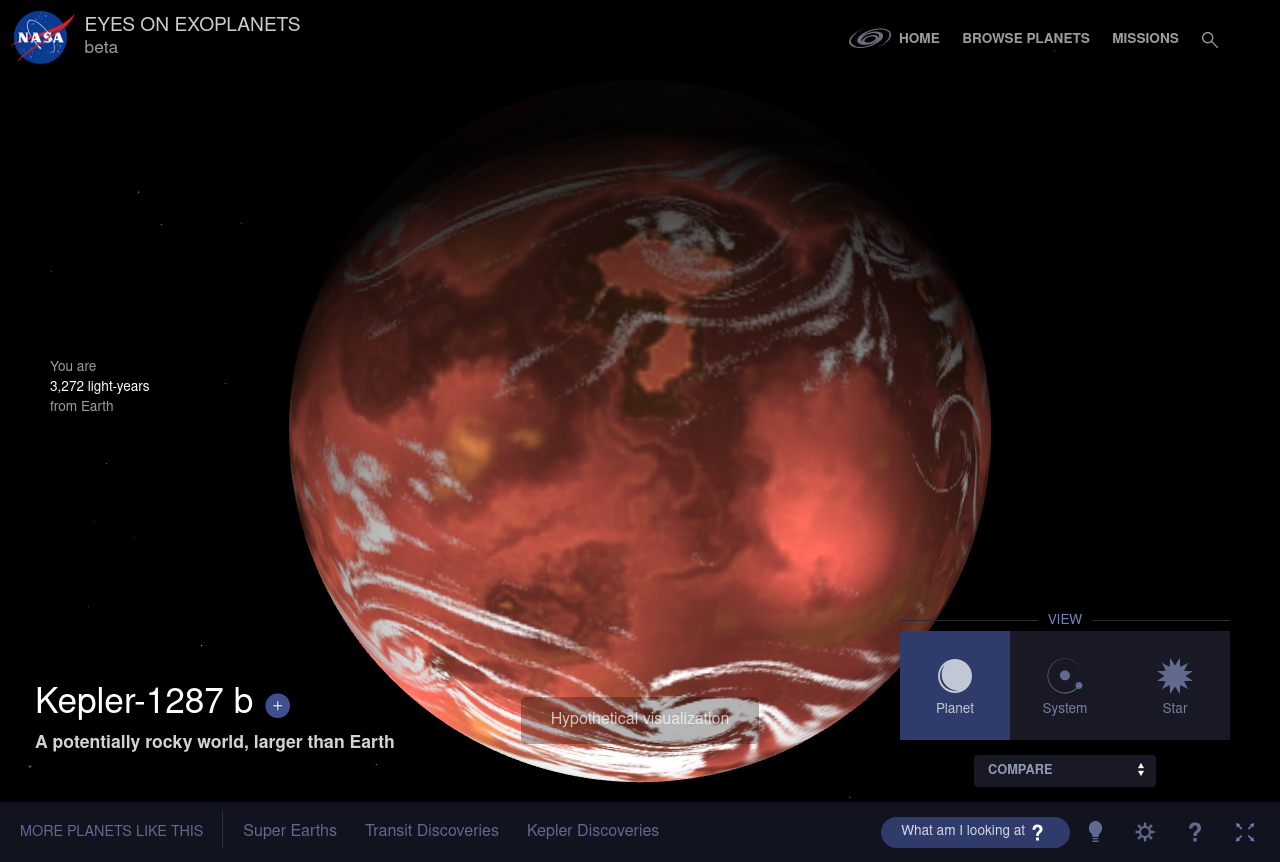 NASA
EYES ON EXOPLANETS
beta
HOME
BROWSE PLANETS
MISSIONS
You are
3,272 light-years
from Earth
Kepler-1287 b +
A potentially rocky world, larger than Earth
Hypothetical visualization
VIEW
Planet
System
Star
COMPARE
MORE PLANETS LIKE THIS
Super Earths
Transit Discoveries
Kepler Discoveries
What am I looking at ?
?